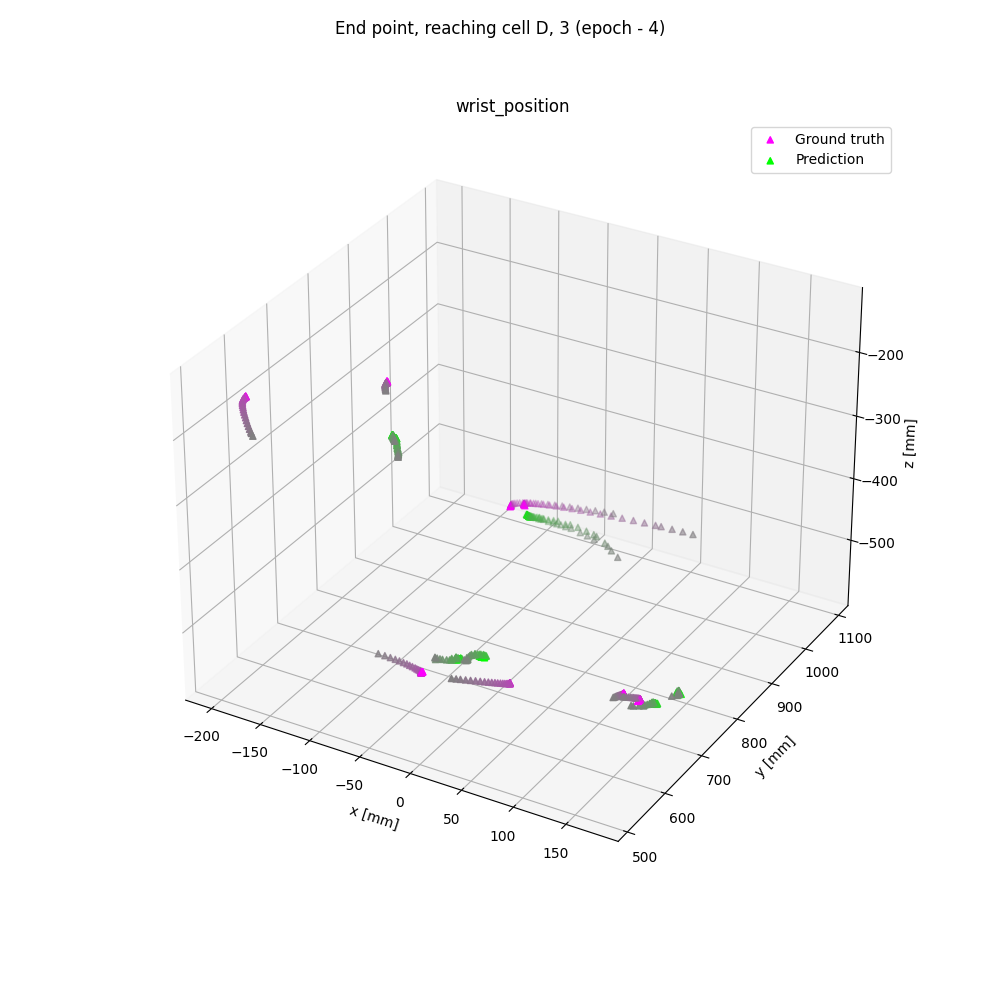 End point, reaching cell D, 3 (epoch - 4)
wrist_position
Ground truth
Prediction
−200
−300
−400
−500
z [mm]
1100
1000
900
800
700
600
500
y [mm]
−200
−150
−100
−50
0
50
100
150
x [mm]